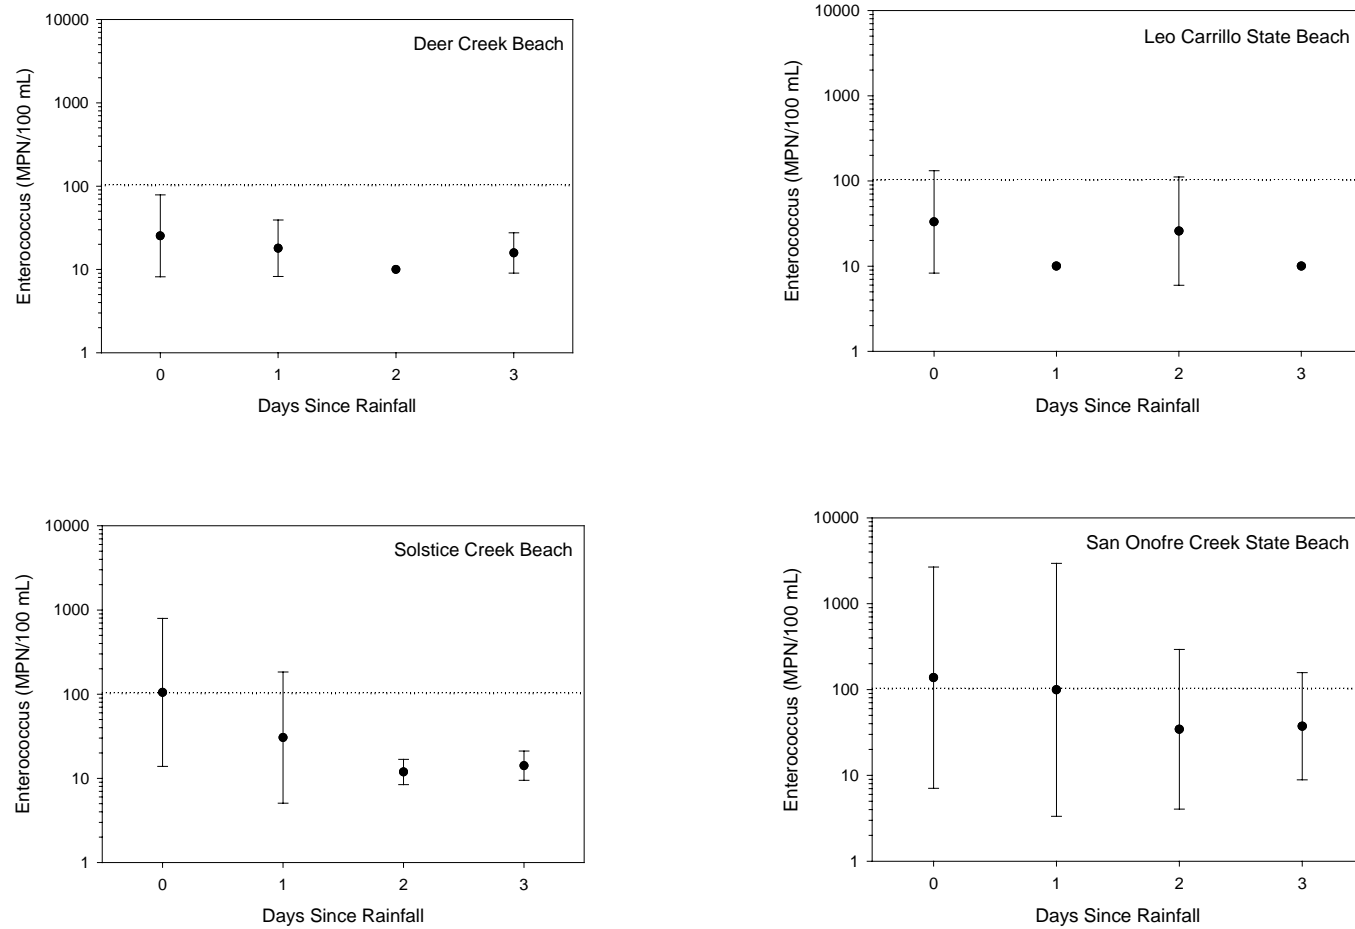 Deer Creek Beach
Enterococcus (MPN/100 mL)
10000
1000
100
10
1
0 1 2 3
Days Since Rainfall
Leo Carrillo State Beach
Enterococcus (MPN/100 mL)
10000
1000
100
10
1
0 1 2 3
Days Since Rainfall
Solstice Creek Beach
Enterococcus (MPN/100 mL)
10000
1000
100
10
1
0 1 2 3
Days Since Rainfall
San Onofre Creek State Beach
Enterococcus (MPN/100 mL)
10000
1000
100
10
1
0 1 2 3
Days Since Rainfall